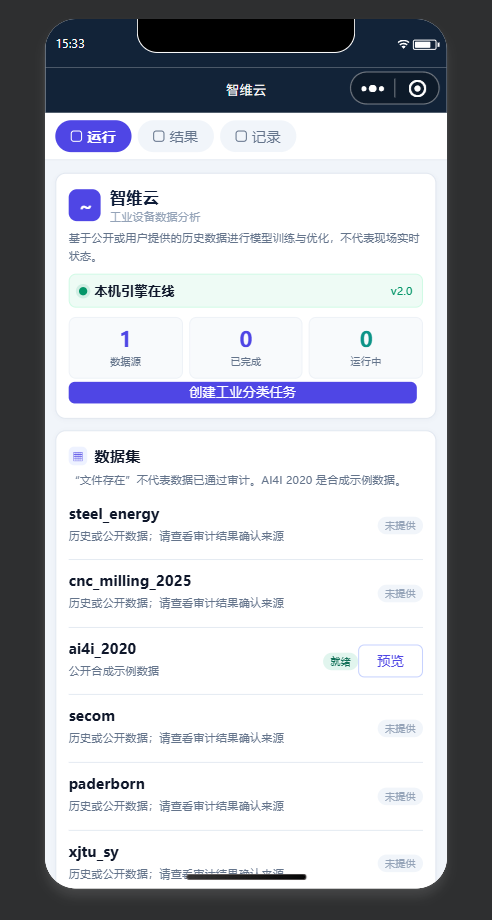 15:33
智维云
运行
结果
记录
~
智维云
工业设备数据分析
基于公开或用户提供的历史数据进行模型训练与优化，不代表现场实时
状态。
本机引擎在线
v2.0
1
0
0
数据源
已完成
运行中
创建工业分类任务
数据集
“文件存在”不代表数据已通过审计。AI4I 2020 是合成示例数据。
steel_energy
历史或公开数据；请查看审计结果确认来源
未提供
cnc_milling_2025
历史或公开数据；请查看审计结果确认来源
未提供
ai4i_2020
公开合成示例数据
就绪
预览
secom
历史或公开数据；请查看审计结果确认来源
未提供
paderborn
历史或公开数据；请查看审计结果确认来源
未提供
xjtu_sy
历史或公开数据；请查看审计结果确认来源
未提供